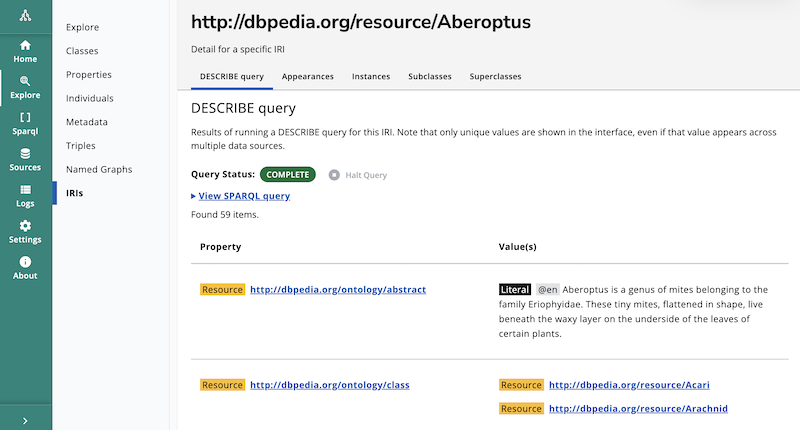 http://dbpedia.org/resource/Aberoptus
Detail for a specific IRI
DESCRIBE query Appearances Instances Subclasses Superclasses
Home
Explore
Sparql
Sources
Logs
Settings
About
Explore
Classes
Properties
Individuals
Metadata
Triples
Named Graphs
IRIs
DESCRIBE query
Results of running a DESCRIBE query for this IRI. Note that only unique values are shown in the interface, even if that value appears across
multiple data sources.
Query Status: COMPLETE Halt Query
View SPARQL query
Found 59 items.
Property Value(s)
Resource http://dbpedia.org/ontology/abstract
Literal @en Aberoptus is a genus of mites belonging to the
family Eriophyidae. These tiny mites, flattened in shape, live
beneath the waxy layer on the underside of the leaves of
certain plants.
Resource http://dbpedia.org/ontology/class
Resource http://dbpedia.org/resource/Acari
Resource http://dbpedia.org/resource/Arachnid